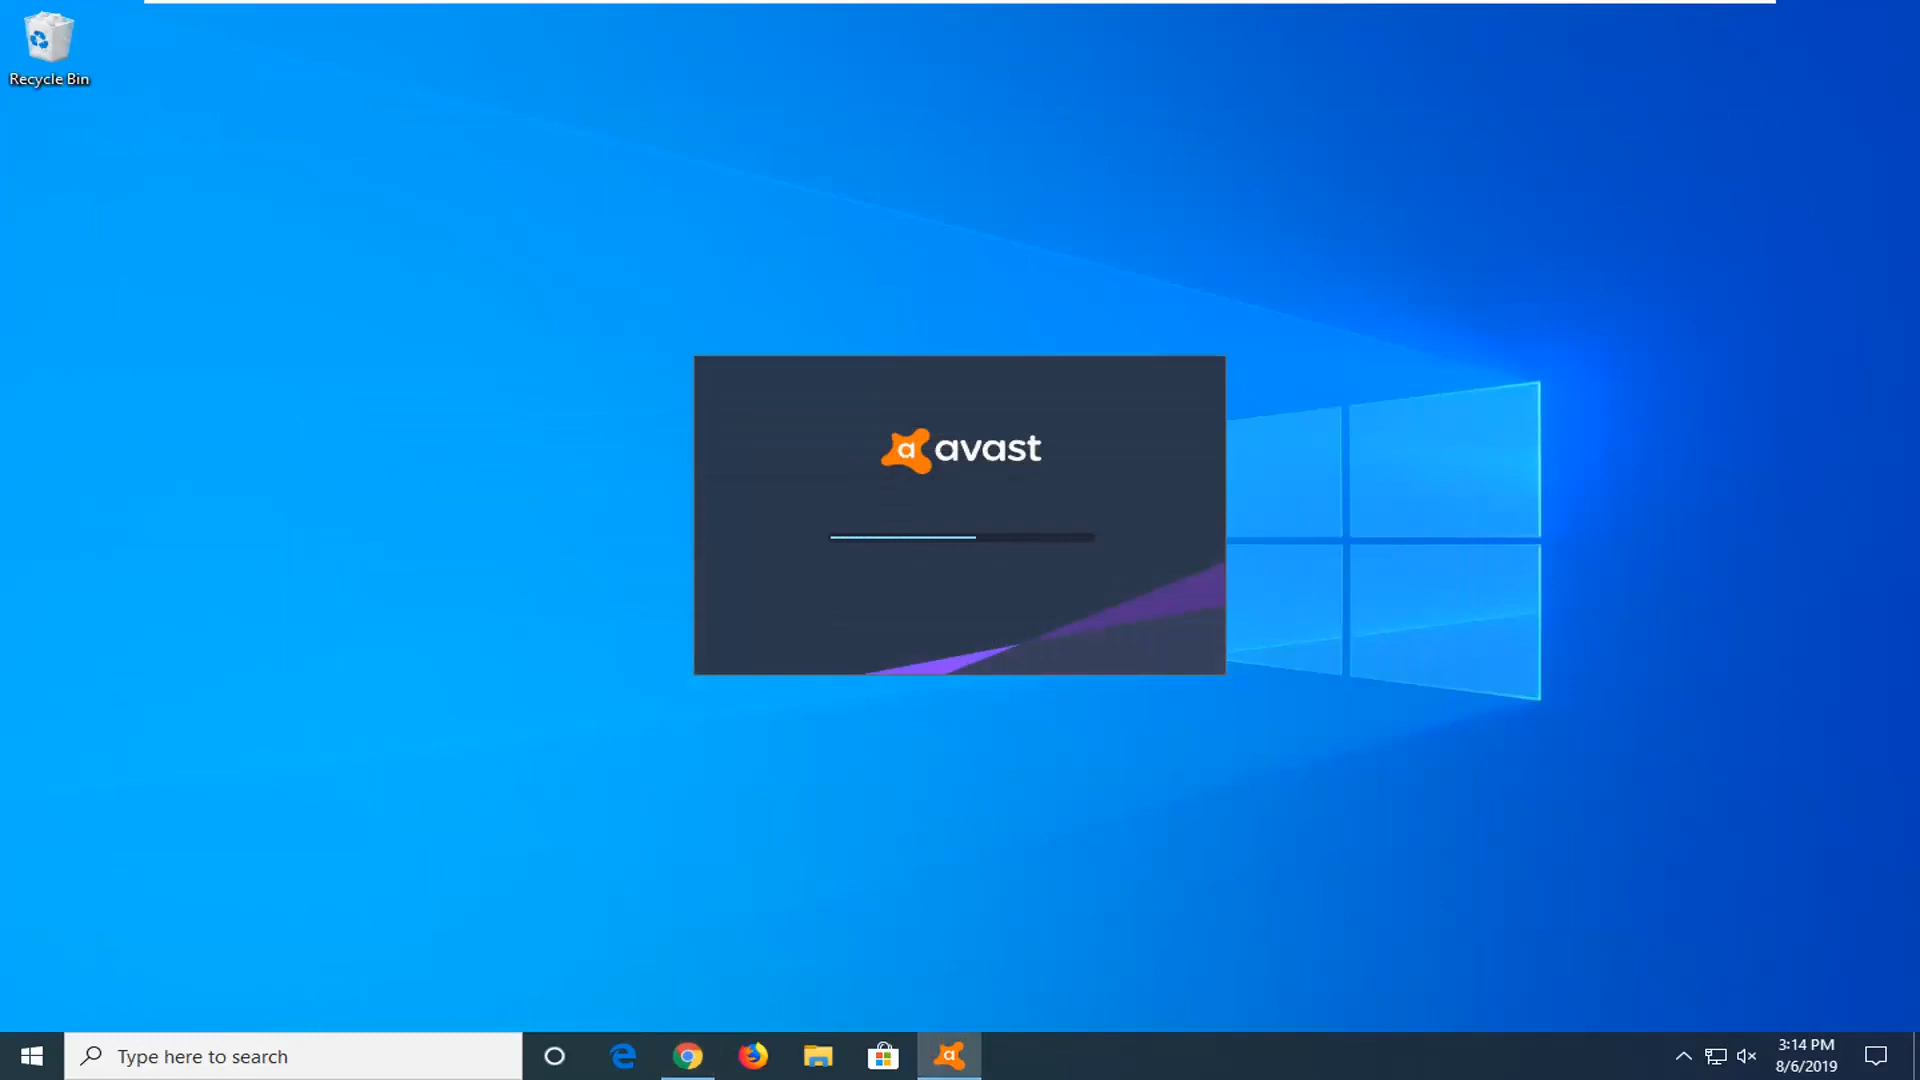 Recycle Bin
a avast
Type here to search
a
3:14 PM
8/6/2019